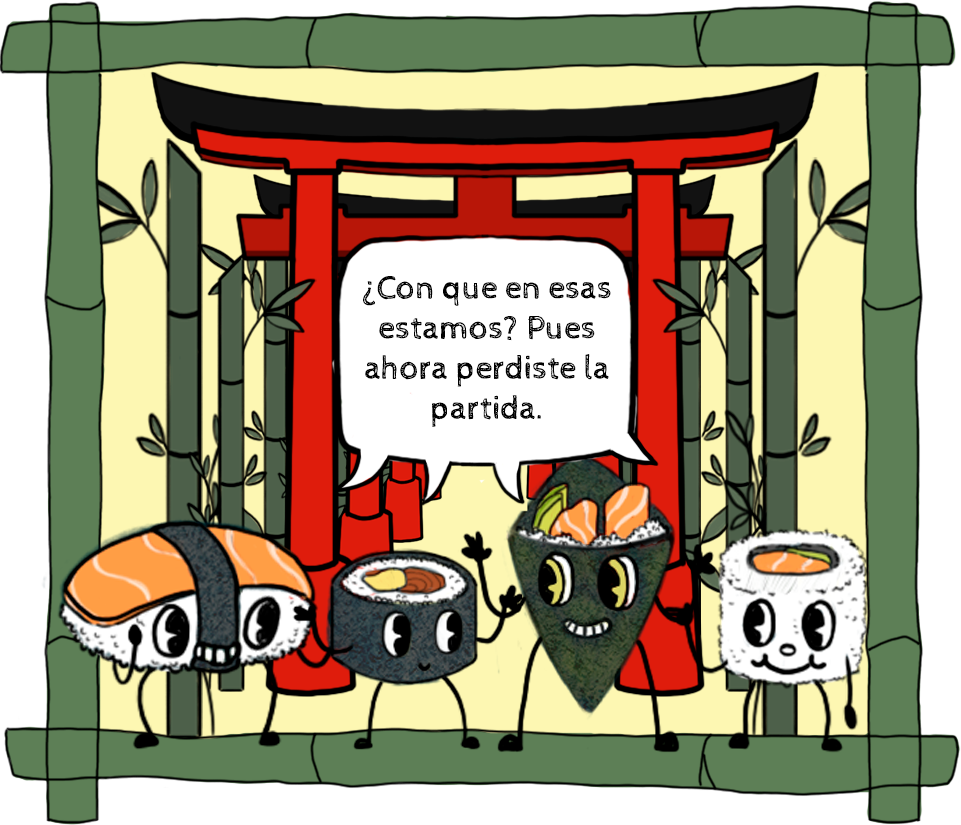 ¿Con que en esas
estamos? Pues
ahora perdiste la
partida.